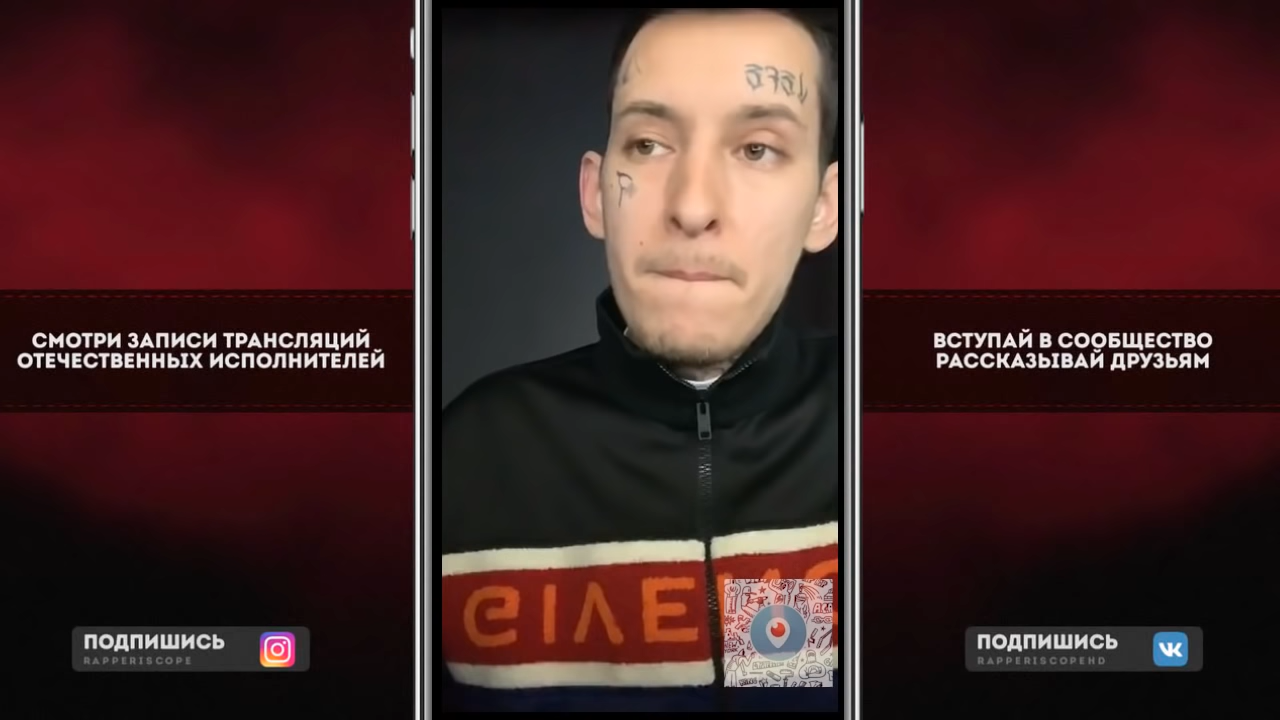 СМОТРИ ЗАПИСИ ТРАНСЛЯЦИЙ
ОТЕЧЕСТВЕННЫХ ИСПОЛНИТЕЛЕЙ
ПОДПИШИСЬ
RAPPERISCOPE
ВСТУПАЙ В СООБЩЕСТВО
РАССКАЗЫВАЙ ДРУЗЬЯМ
ПОДПИШИСЬ
RAPPERISCOPEHD